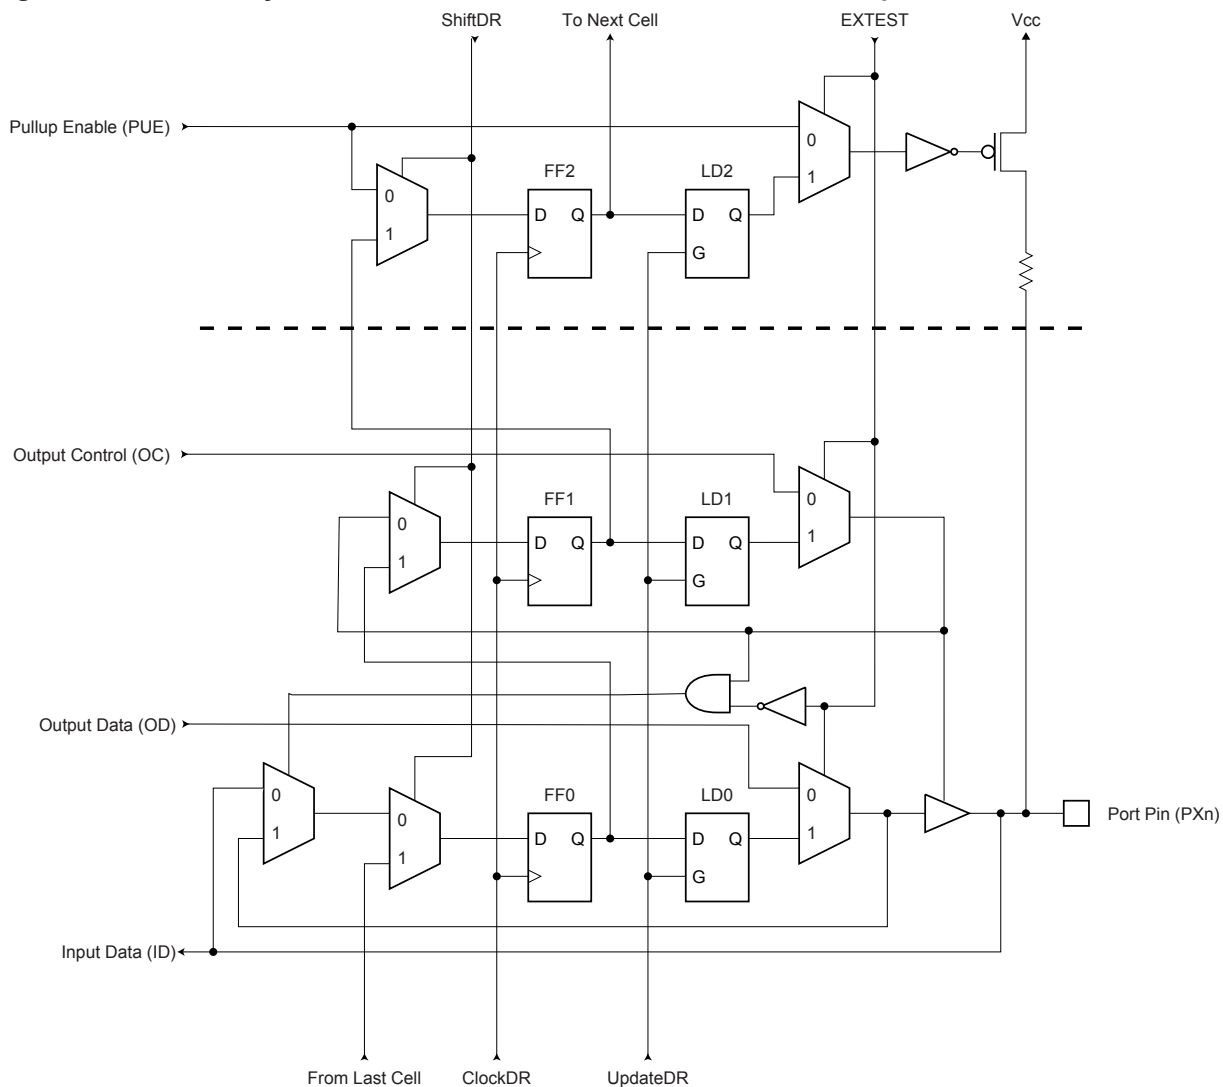 ShiftDR To Next Cell EXTEST Vcc
Pullup Enable (PUE)
0
1
0
1
FF2 LD2
D Q D Q
G
Output Control (OC)
0
1
0
1
FF1 LD1
D Q D Q
G
Output Data (OD)
0
1
0
1
0
1
FF0 LD0
D Q D Q
G
Port Pin (PXn)
Input Data (ID)
From Last Cell ClockDR UpdateDR